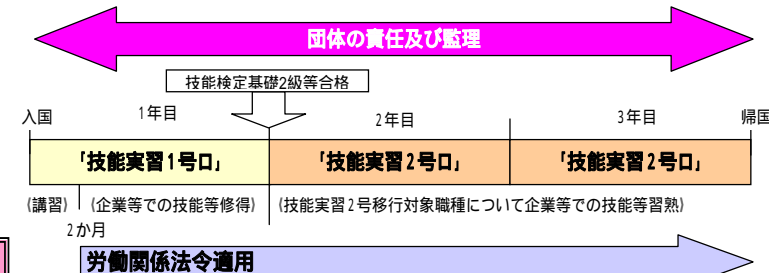 団体の責任及び監理
技能検定基礎2級等合格
入国
1年目
2年目
3年目
帰国
「技能実習1号ロ」
「技能実習2号ロ」
「技能実習2号ロ」
(講習)
(企業等での技能等修得)
(技能実習2号移行対象職種について企業等での技能等習熟)
2か月
労働関係法令適用